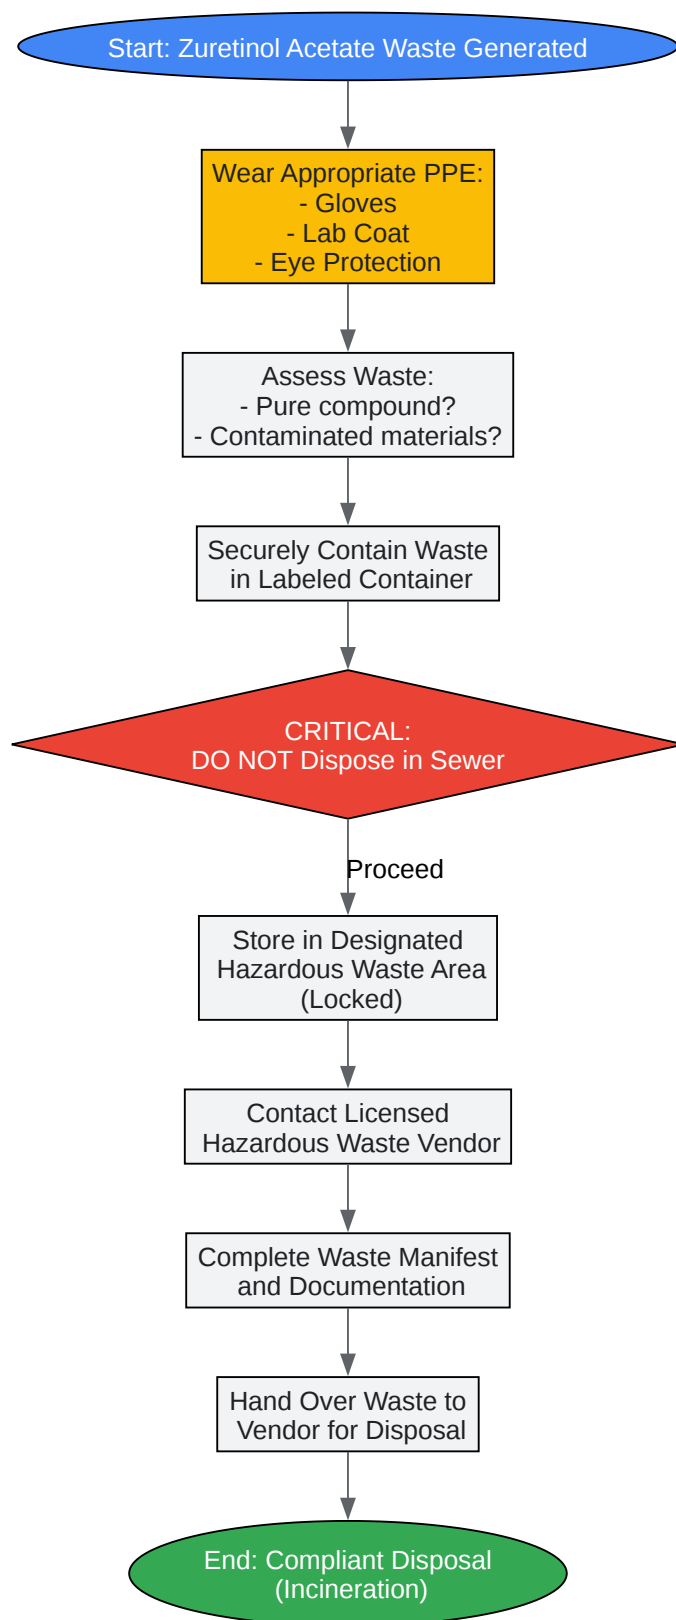 Start: Zuretinol Acetate Waste Generated
Wear Appropriate PPE:
- Gloves
- Lab Coat
- Eye Protection
Assess Waste:
- Pure compound?
- Contaminated materials?
Securely Contain Waste
in Labeled Container
CRITICAL:
DO NOT Dispose in Sewer
Proceed
Store in Designated
Hazardous Waste Area
(Locked)
Contact Licensed
Hazardous Waste Vendor
Complete Waste Manifest
and Documentation
Hand Over Waste to
Vendor for Disposal
End: Compliant Disposal
(Incineration)